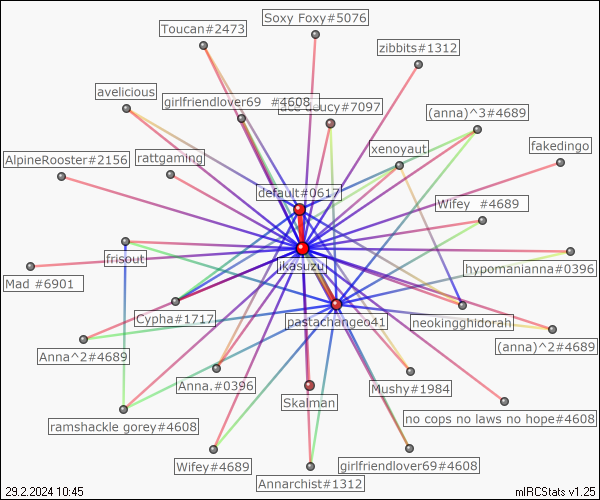 Soxy Foxy#5076
Toucan#2473
zibbits#1312
avelicious
girlfriendlover69 #4608
ace deucy#7097
(anna)^3#4689
xenoyaut
fakedingo
AlpineRooster#2156
rattgaming
default#0617
Wifey #4689
frisout
ikasuzu
hypomanianna#0396
Mad #6901
Cypha#1717
pastachangeo41
neokingghidorah
(anna)^2#4689
Anna^2#4689
Anna.#0396
Mushy#1984
Skalman
no cops no laws no hope#4608
ramshackle gorey#4608
Wifey#4689
girlfriendlover69#4608
Annarchist#1312
29.2.2024 10:45
mIRCStats v1.25